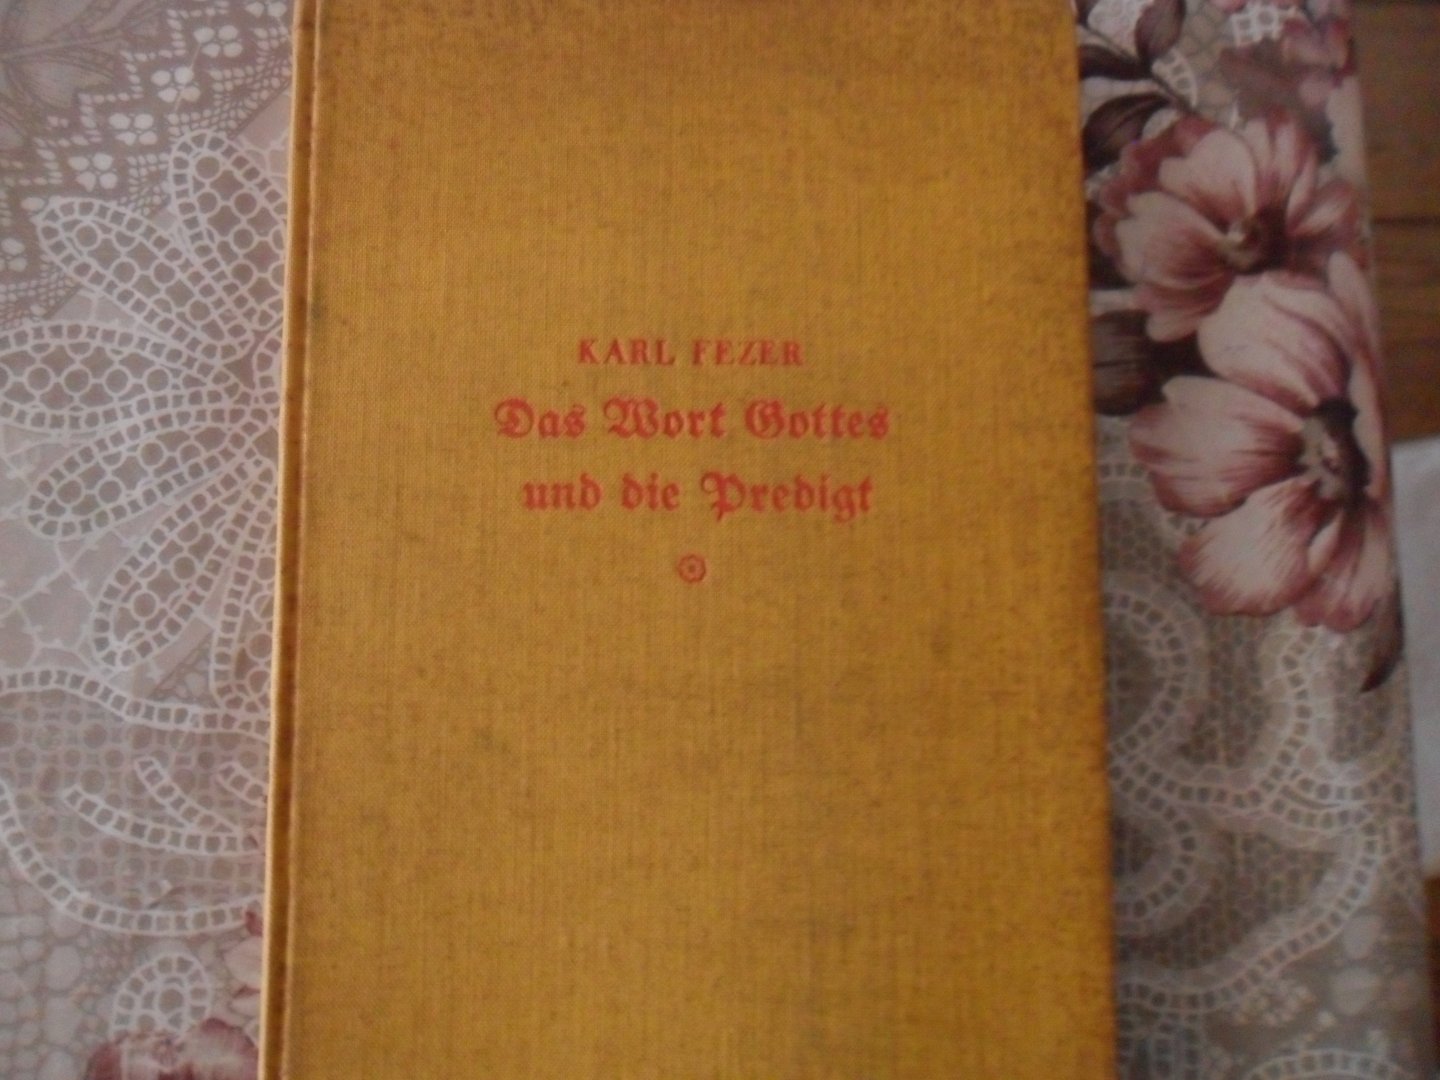 KARL FEZER
Das Wort Gottes
und die Predigt